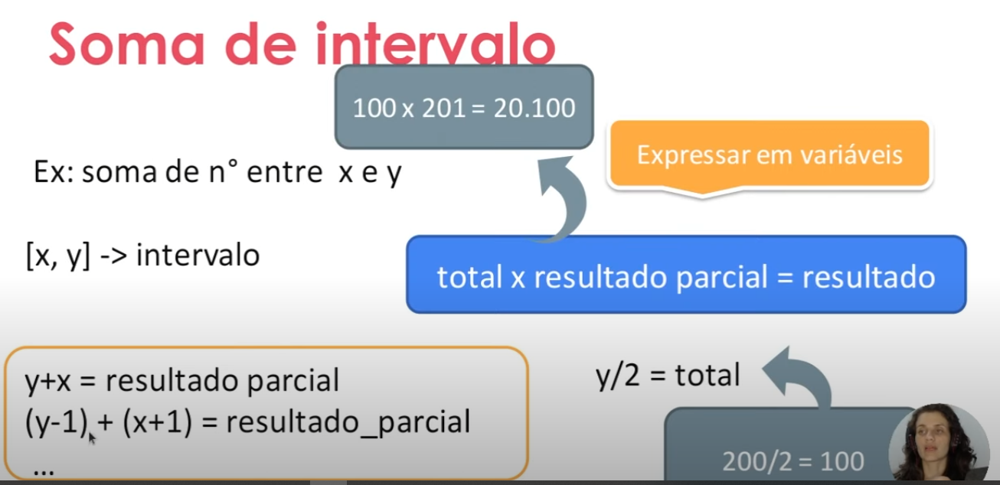 Soma de intervalo
100 x 201 = 20.100
Expressar em variáveis
Ex: soma de n° entre x e y
[x, y] -> intervalo
total x resultado parcial = resultado
y+x = resultado parcial
(y-1) + (x+1) = resultado_parcial
...
y/2 = total
200/2 = 100